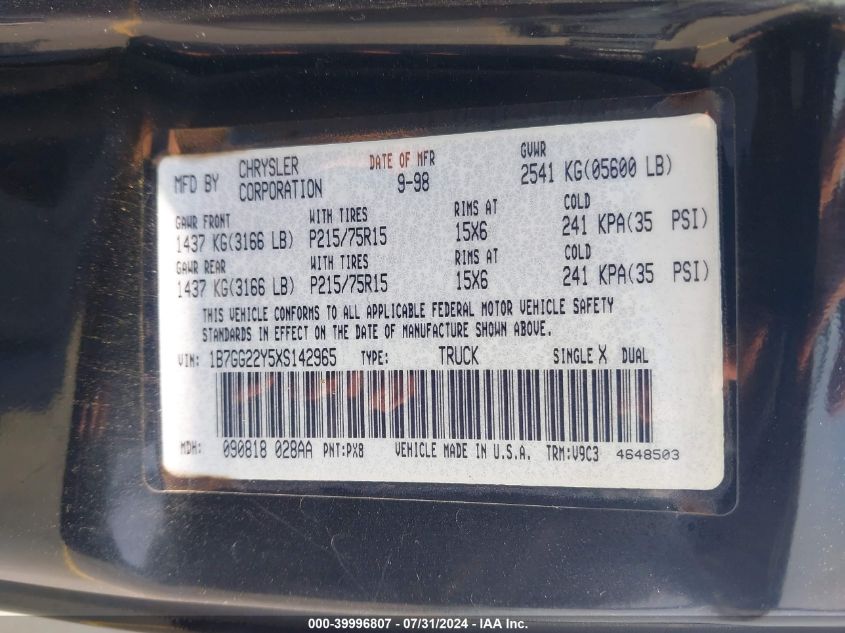 MFD BY CHRYSLER CORPORATION DATE OF MFR 9-98 GVWR 2541 KG(05600 LB)
GAWR FRONT WITH TIRES RIMS AT COLD
1437 KG(3166 LB) P215/75R15 15X6 241 KPA(35 PSI)
GAWR REAR WITH TIRES RIMS AT COLD
1437 KG(3166 LB) P215/75R15 15X6 241 KPA(35 PSI)
THIS VEHICLE CONFORMS TO ALL APPLICABLE FEDERAL MOTOR VEHICLE SAFETY
STANDARDS IN EFFECT ON THE DATE OF MANUFACTURE SHOWN ABOVE.
VIN: 1B7GG22Y5XS142965 TYPE: TRUCK SINGLE X DUAL
MDH: 090818 028AA PNT:PX8 VEHICLE MADE IN U.S.A. TRM:V9C3 4648503
000-39996807 / 07/31/2024 / IAA Inc.